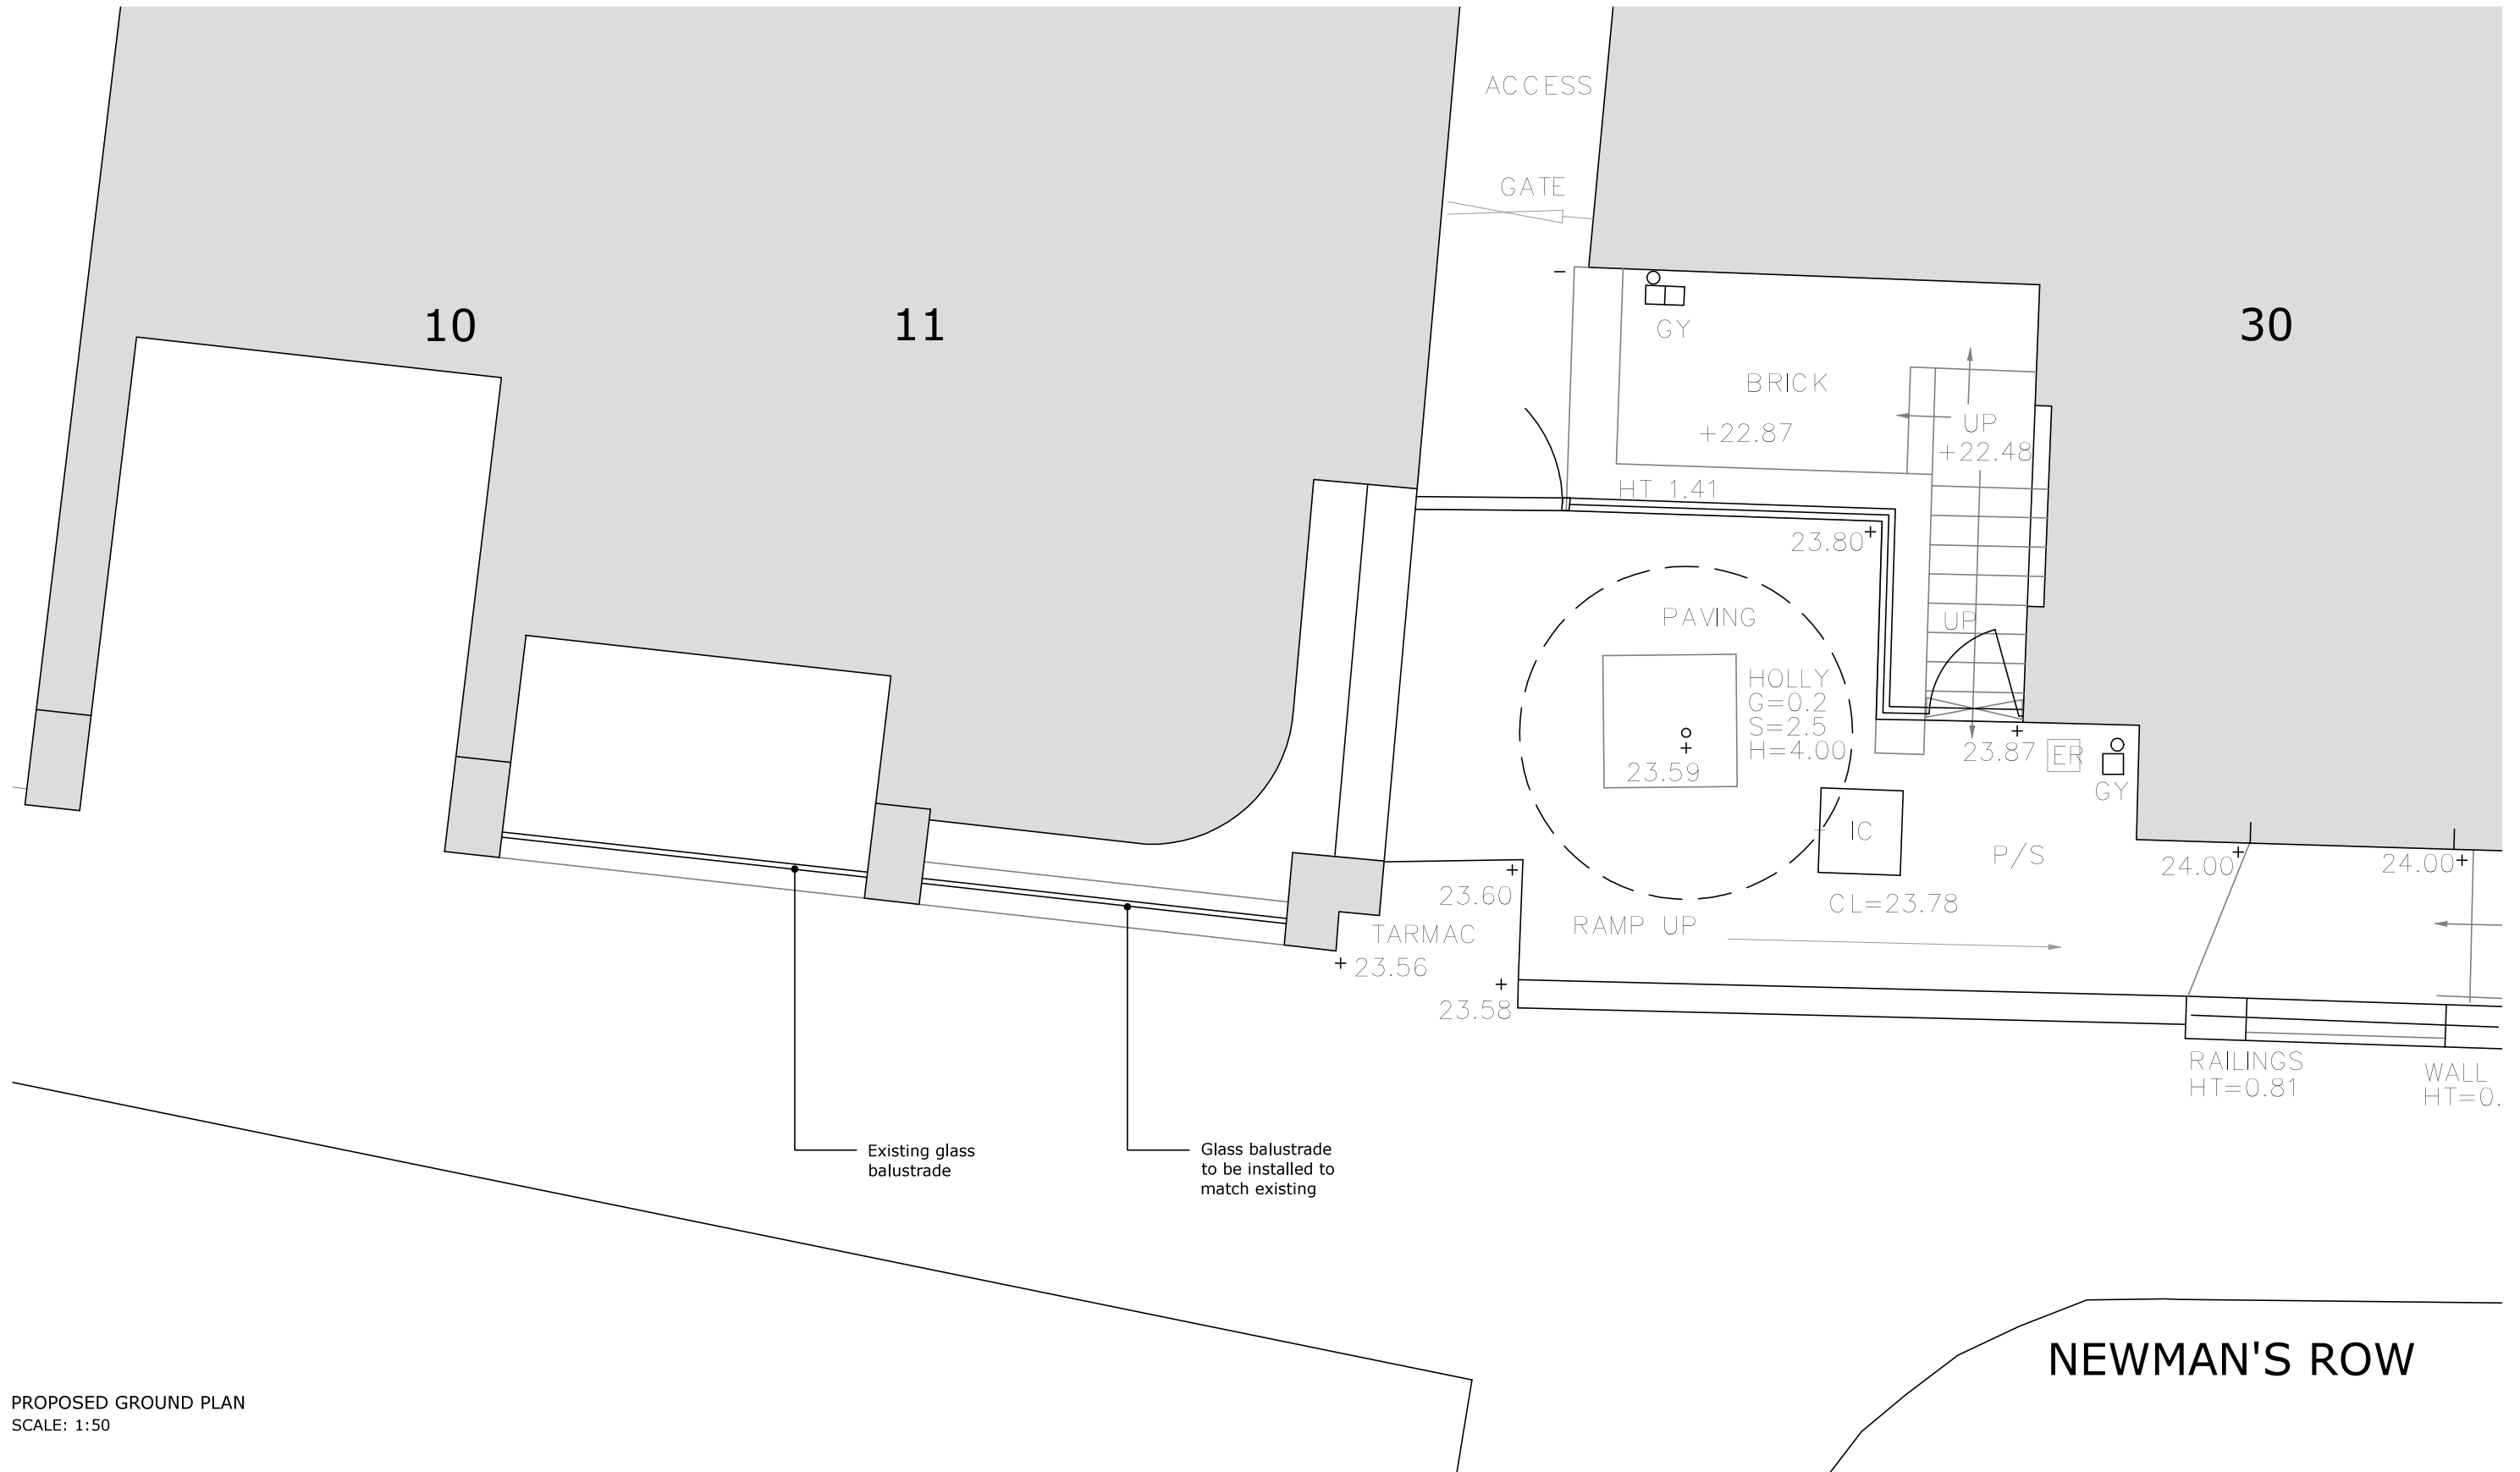 ACCESS
GATE
10
11
30
GY
BRICK
+22.87
UP
+22.48
HT 1.41
23.80
PAVING
UP
HOLLY
G=0.2
S=2.5
H=4.00
23.59
23.87
ER
GY
IC
P/S
24.00
24.00
23.60
CL=23.78
TARMAC
RAMP UP
23.56
23.58
RAILINGS
HT=0.81
WALL
HT=0.
Existing glass
balustrade
Glass balustrade
to be installed to
match existing
NEWMAN'S ROW
PROPOSED GROUND PLAN
SCALE: 1:50